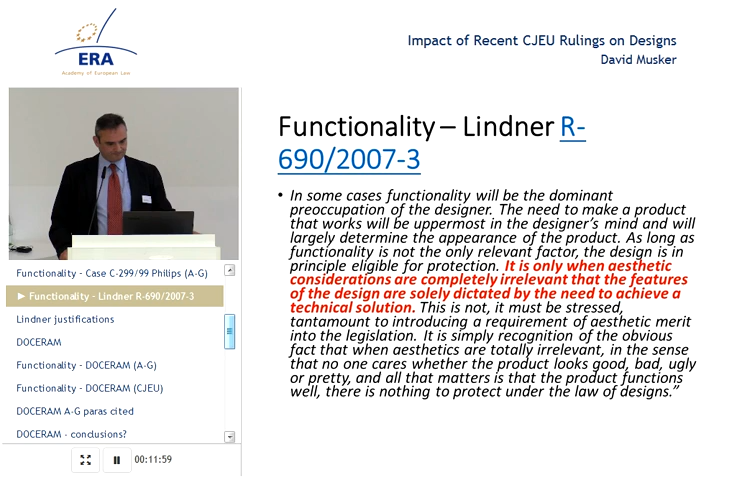 ERA
Academy of European Law
Impact of Recent CJEU Rulings on Designs
David Musker
Functionality - Case C-299/99 Philips (A-G)
► Functionality - Lindner R-690/2007-3
Lindner justifications
DOCERAM
Functionality - DOCERAM (A-G)
Functionality - DOCERAM (CJEU)
DOCERAM A-G paras cited
DOCERAM - conclusions?
00:11:59
Functionality – Lindner R-
690/2007-3
• In some cases functionality will be the dominant
preoccupation of the designer. The need to make a product
that works will be uppermost in the designer’s mind and will
largely determine the appearance of the product. As long as
functionality is not the only relevant factor, the design is in
principle eligible for protection. It is only when aesthetic
considerations are completely irrelevant that the features
of the design are solely dictated by the need to achieve a
technical solution. This is not, it must be stressed,
tantamount to introducing a requirement of aesthetic merit
into the legislation. It is simply recognition of the obvious
fact that when aesthetics are totally irrelevant, in the sense
that no one cares whether the product looks good, bad, ugly
or pretty, and all that matters is that the product functions
well, there is nothing to protect under the law of designs.”